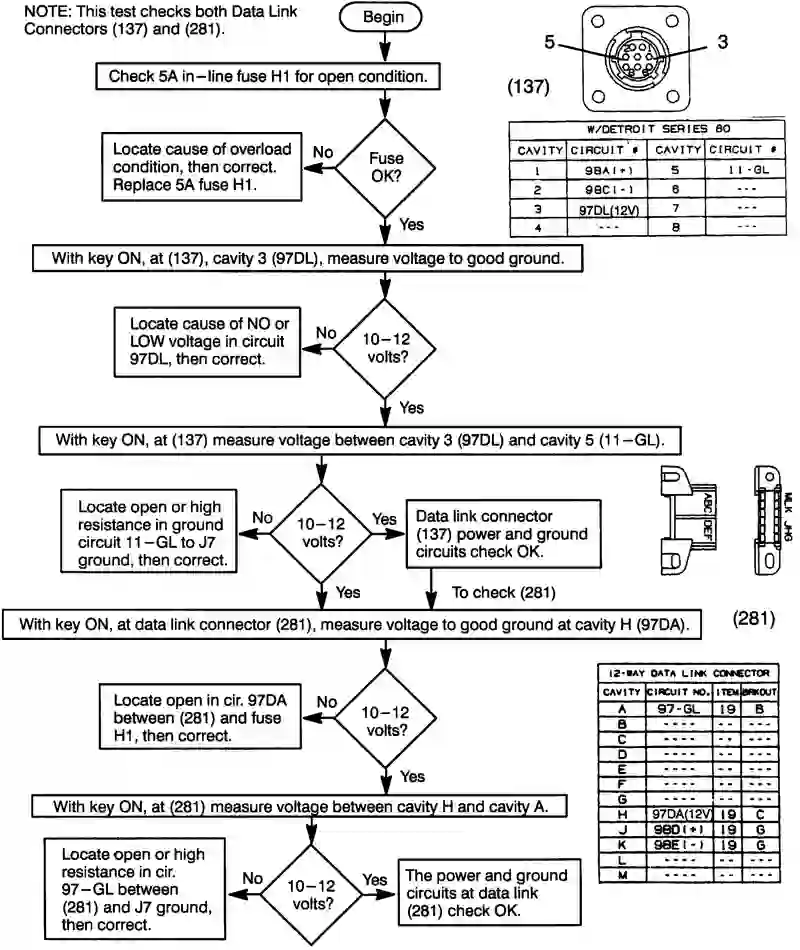 NOTE: This test checks both Data Link
Connectors (137) and (281).
Begin
Check 5A in–line fuse H1 for open condition.
Fuse
OK?
No
Locate cause of overload
condition, then correct.
Replace 5A fuse H1.
Yes
5
3
(137)
W/DETROIT SERIES 60
CAVITY CIRCUIT # CAVITY CIRCUIT #
1 98A(+) 5 11-GL
2 98C(-) 6 ---
3 97DL(12V) 7 ---
4 --- 8 ---
With key ON, at (137), cavity 3 (97DL), measure voltage to good ground.
10–12
volts?
No
Locate cause of NO or
LOW voltage in circuit
97DL, then correct.
Yes
With key ON, at (137) measure voltage between cavity 3 (97DL) and cavity 5 (11–GL).
10–12
volts?
No
Locate open or high
resistance in ground
circuit 11–GL to J7
ground, then correct.
Yes
Data link connector
(137) power and ground
circuits check OK.
Yes
To check (281)
ABC DEF
MLK JHG
(281)
With key ON, at data link connector (281), measure voltage to good ground at cavity H (97DA).
10–12
volts?
No
Locate open in cir. 97DA
between (281) and fuse
H1, then correct.
Yes
12-WAY DATA LINK CONNECTOR
CAVITY CIRCUIT NO. ITEM BRKOUT
A 97-GL 19 B
B ---- -- ---
C ---- -- ---
D ---- -- ---
E ---- -- ---
F ---- -- ---
G ---- -- ---
H 97DA(12V) 19 C
J 98D(+) 19 G
K 98E(-) 19 G
L ---- -- ---
M ---- -- ---
With key ON, at (281) measure voltage between cavity H and cavity A.
10–12
volts?
No
Locate open or high
resistance in cir.
97–GL between
(281) and J7 ground,
then correct.
Yes
The power and ground
circuits at data link
(281) check OK.